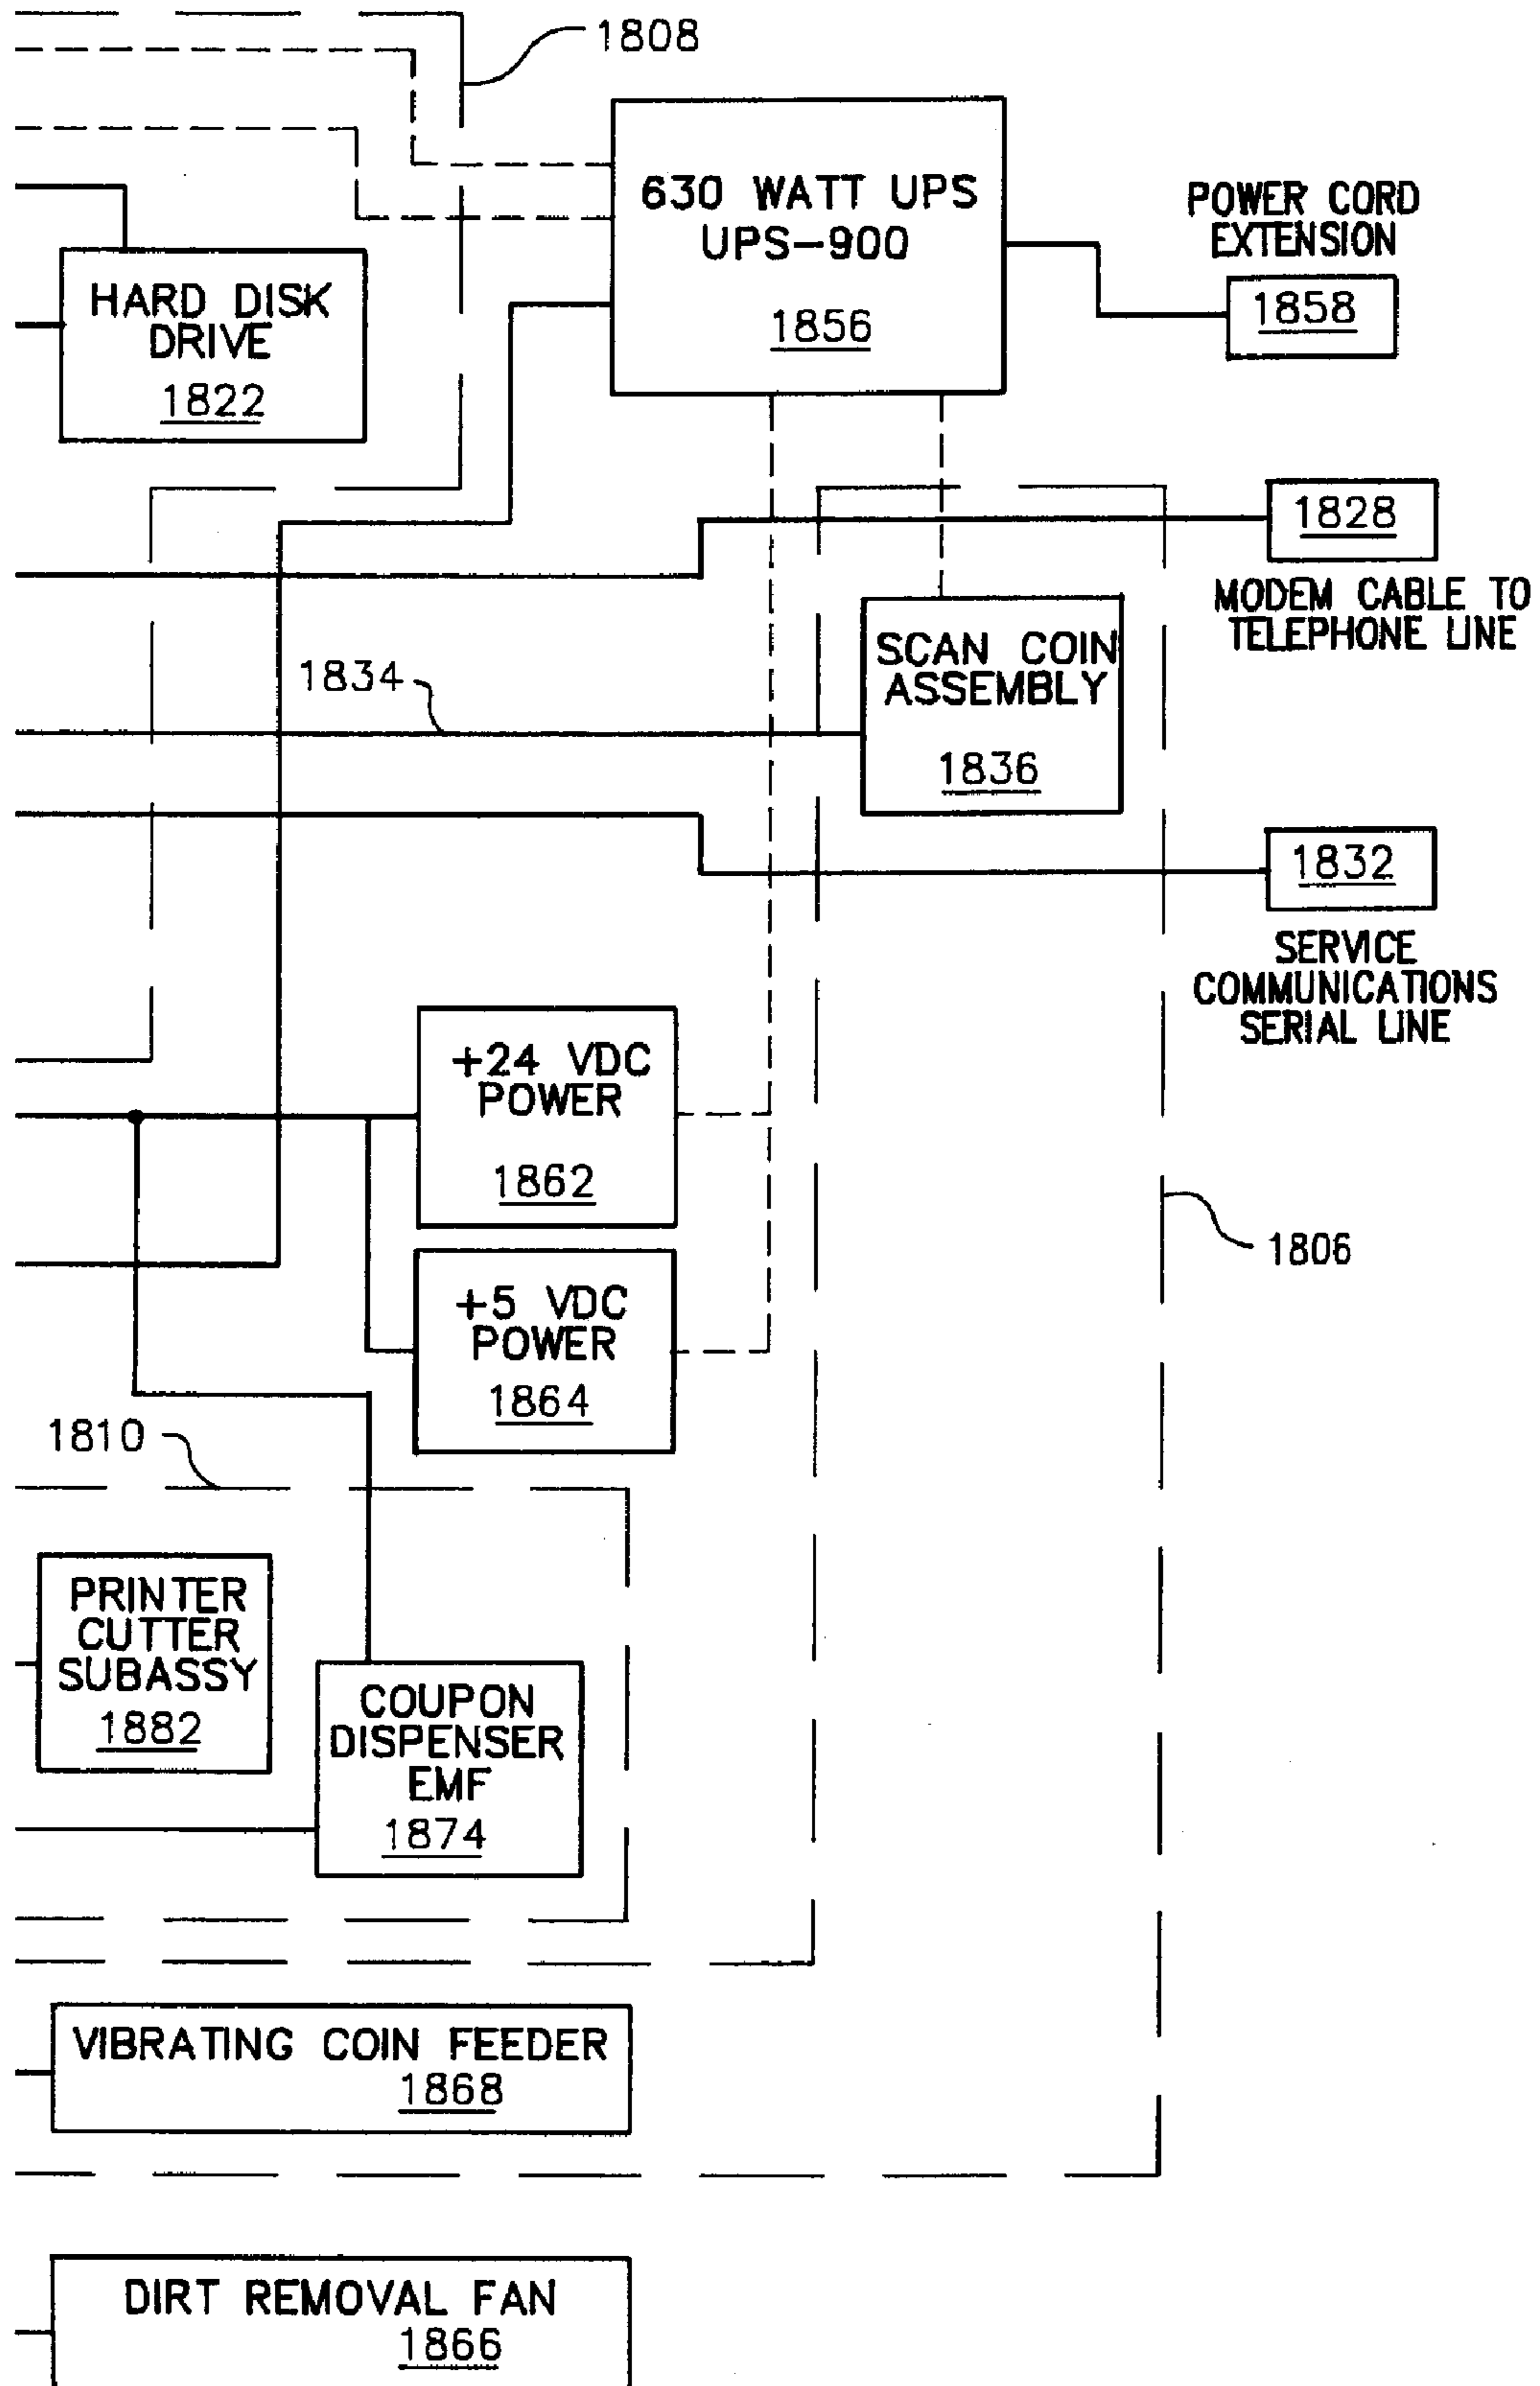 1808
630 WATT UPS
UPS-900
1856
POWER CORD
EXTENSION
1858
HARD DISK
DRIVE
1822
1828
MODEM CABLE TO
TELEPHONE LINE
1834
SCAN COIN
ASSEMBLY
1836
1832
SERVICE
COMMUNICATIONS
SERIAL LINE
+24 VDC
POWER
1862
1806
+5 VDC
POWER
1864
1810
PRINTER
CUTTER
SUBASSY
1882
COUPON
DISPENSER
EMF
1874
VIBRATING COIN FEEDER
1868
DIRT REMOVAL FAN
1866